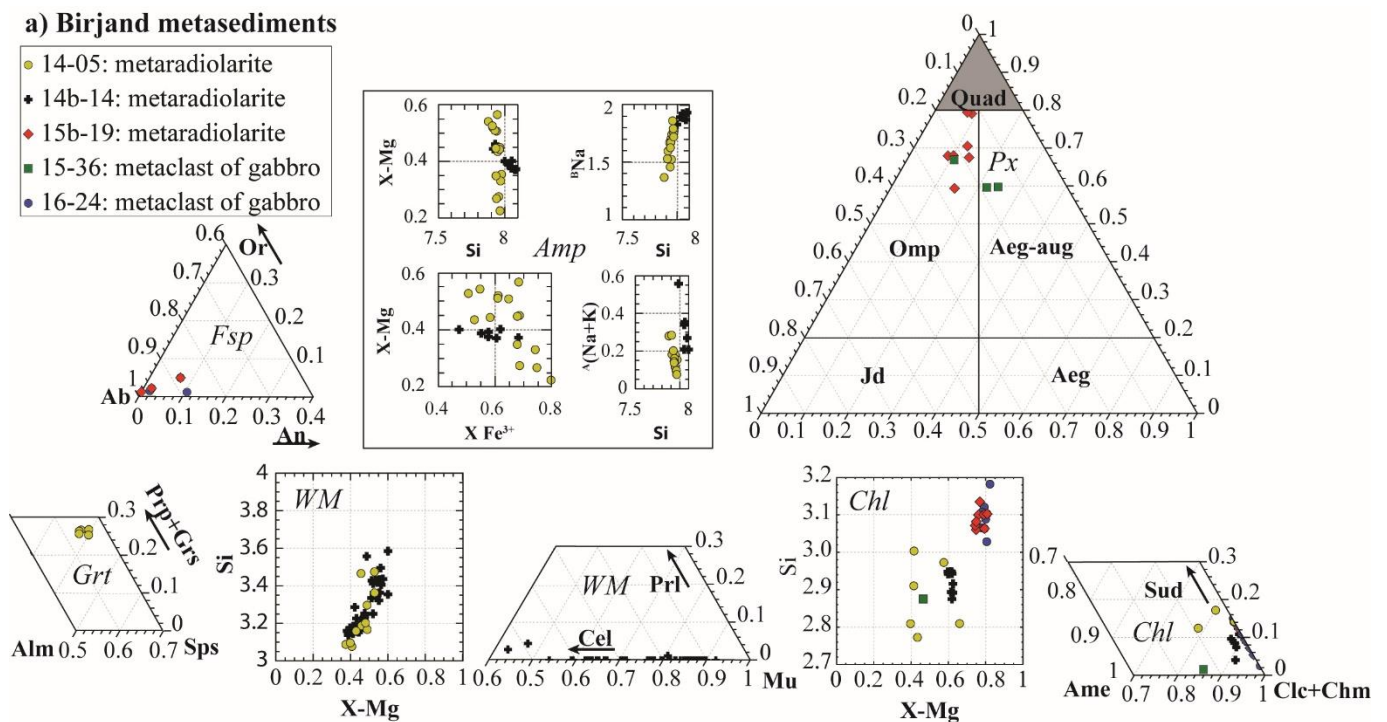 a) Birjand metasediments
14-05: metaradiolarite
14b-14: metaradiolarite
15b-19: metaradiolarite
15-36: metaclast of gabbro
16-24: metaclast of gabbro
0.6
Or
0.7
0.3
0.8
0.2
Fsp
0.9
0.1
1
0
Ab
0 0.1 0.2 0.3 0.4
An
0.6
X-Mg
0.4
0.2
7.5 8
Si
2
BNa
1.5
1
7.5 8
Si
Amp
0.6
X-Mg
0.4
0.2
0.4 0.6 0.8
X Fe³⁺
0.6
A(Na+K)
0.4
0.2
0
7.5 8
Si
0 1
0.1 0.9
0.2 Quad 0.8
0.7
Px
0.6
0.5 0.5
0.6 Omp Aeg-aug 0.4
0.7 0.3
0.8 0.2
0.9 Jd Aeg 0.1
1 0
0 0.1 0.2 0.3 0.4 0.5 0.6 0.7 0.8 0.9 1
0.3
Prp+Grs
0.2
Grt
0.1
0
Alm 0.5 0.6 0.7 Sps
4
WM
3.8
3.6
Si
3.4
3.2
3
0 0.2 0.4 0.6 0.8 1
X-Mg
0.3
WM
0.2
Prl
0.1
Cel
0
0.4 0.5 0.6 0.7 0.8 0.9 1
Mu
3.2
Chl
3.1
3.0
Si
2.9
2.8
2.7
0 0.2 0.4 0.6 0.8 1
X-Mg
0.7 0.3
Sud
0.2
0.9 Chl 0.1
1 0
Ame 0.7 0.8 0.9 1 Clc+Chm